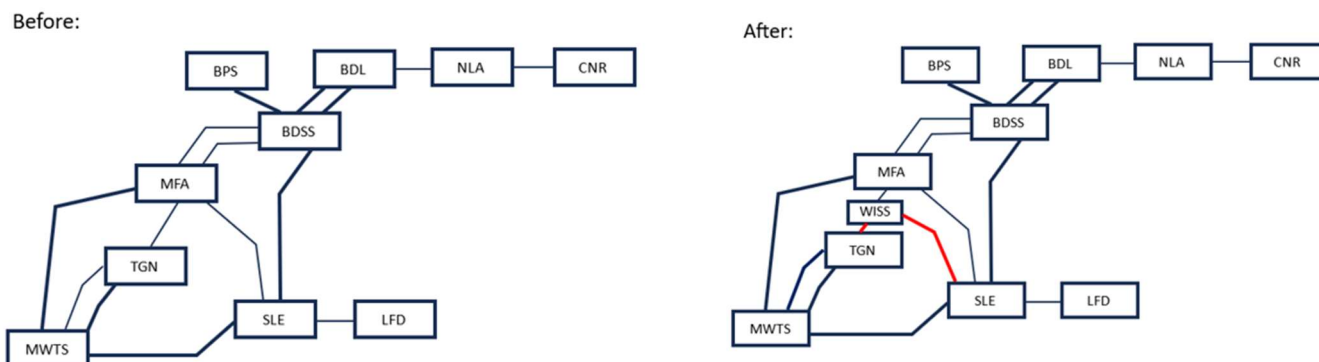 Before:
BPS
BDL
NLA
CNR
BDSS
MFA
TGN
SLE
LFD
MWTS
After:
BPS
BDL
NLA
CNR
BDSS
MFA
WISS
TGN
SLE
LFD
MWTS